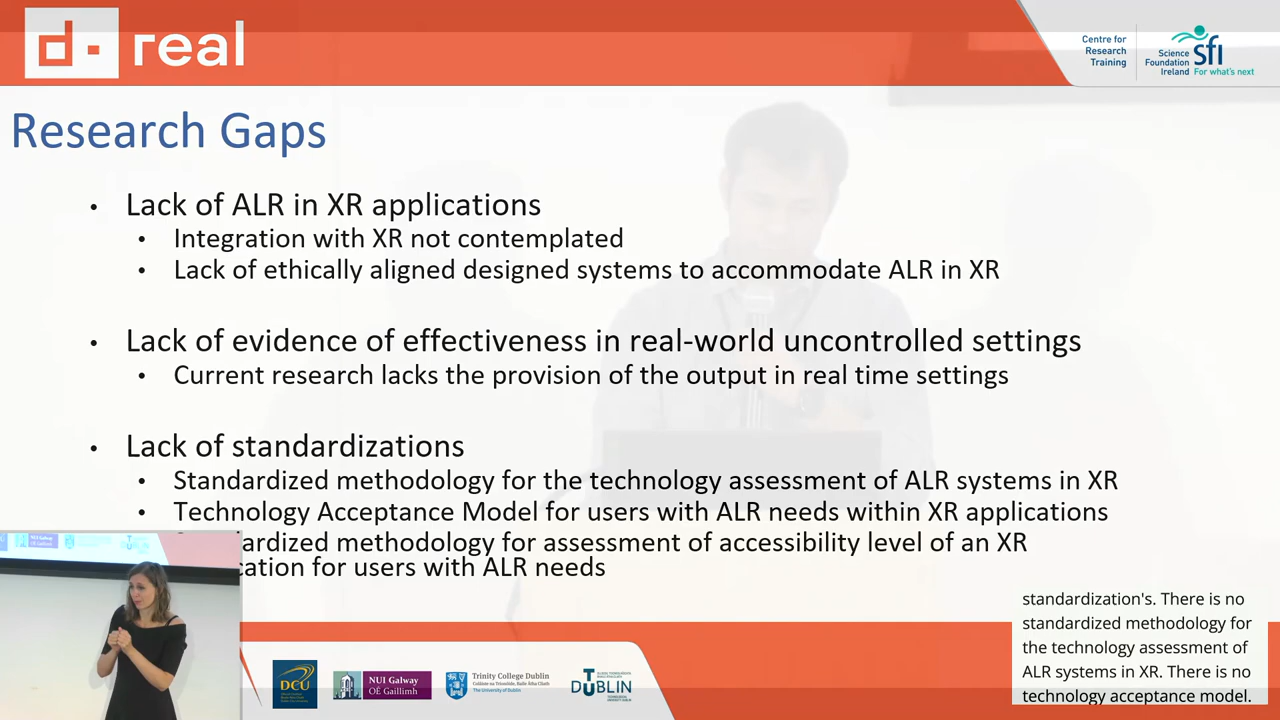 d. real
Centre for
Research
Training
Science
Foundation
Ireland
sfi
For what's next
Research Gaps
• Lack of ALR in XR applications
• Integration with XR not contemplated
• Lack of ethically aligned designed systems to accommodate ALR in XR
• Lack of evidence of effectiveness in real-world uncontrolled settings
• Current research lacks the provision of the output in real time settings
• Lack of standardizations
• Standardized methodology for the technology assessment of ALR systems in XR
• Technology Acceptance Model for users with ALR needs within XR applications
methodology for assessment of accessibility level of an XR
for users with ALR needs
standardization's. There is no
standardized methodology for
the technology assessment of
ALR systems in XR. There is no
technology acceptance model.
DCU
NUI Galway
OÉ Gaillimh
Trinity College Dublin
Coláiste na Tríonóide, Baile Átha Cliath
The University of Dublin
DUBLIN